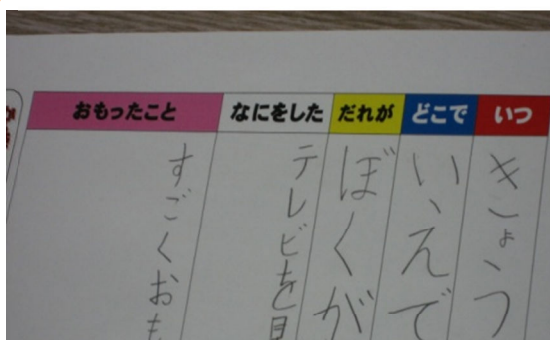 いつ
きょう
どこで
いえで
だれが
ぼくが
なにをした
テレビを
おもったこと
すごくおも